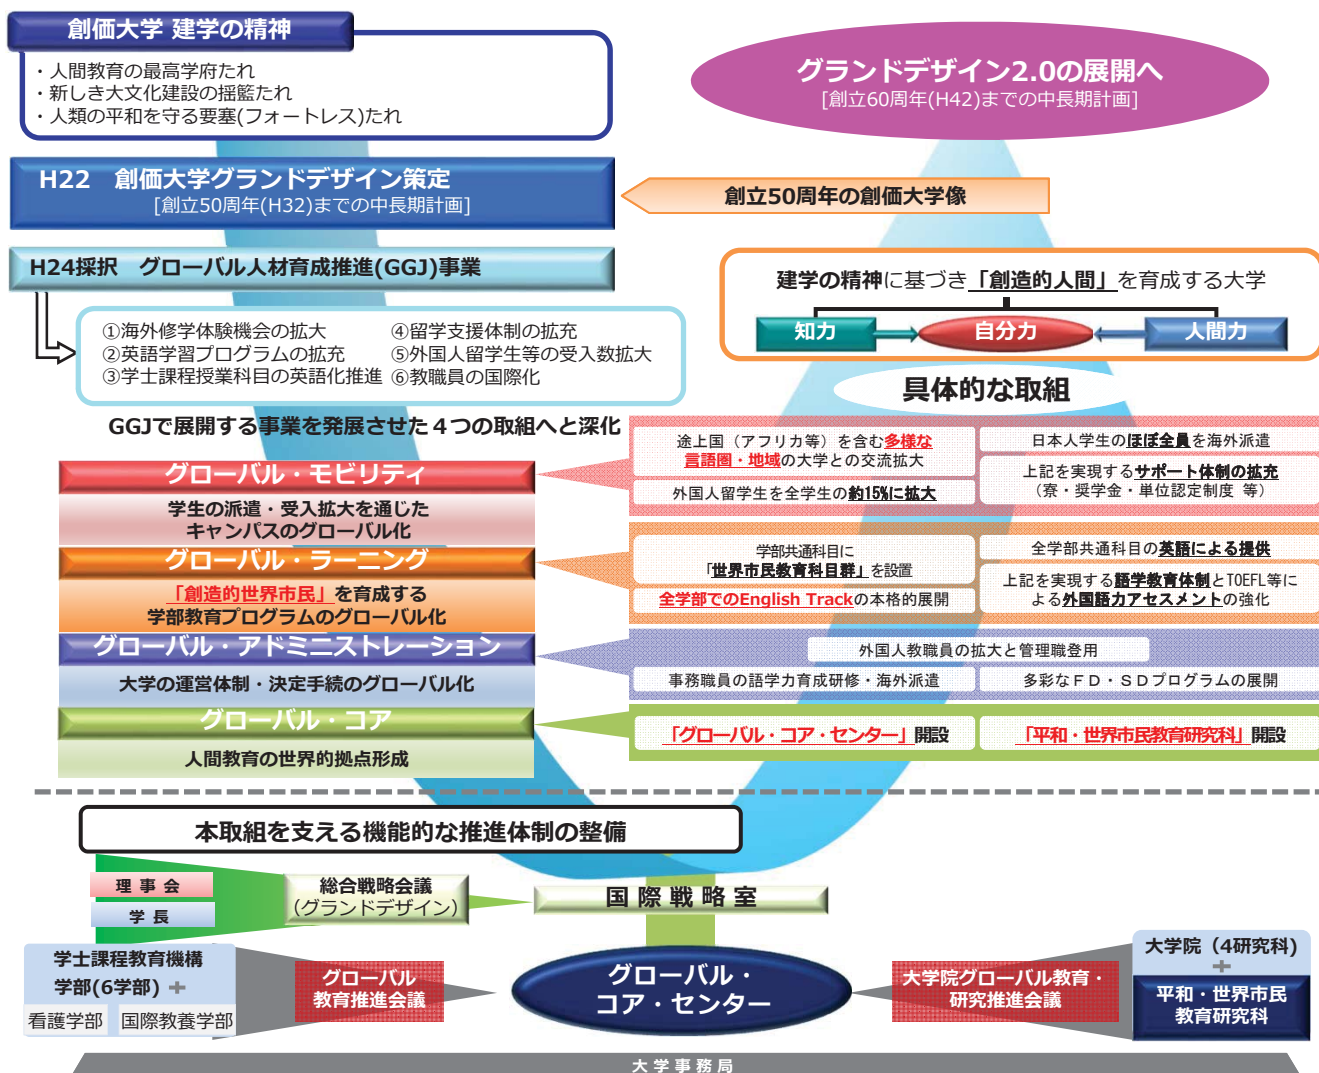 創価大学 建学の精神
・人間教育の最高学府たれ
・新しき大文化建設の揺籃たれ
・人類の平和を守る要塞(フォートレス)たれ
グランドデザイン2.0の展開へ
[創立60周年(H42)までの中長期計画]
H22　創価大学グランドデザイン策定
[創立50周年(H32)までの中長期計画]
創立50周年の創価大学像
H24採択　グローバル人材育成推進(GGJ)事業
①海外修学体験機会の拡大
②英語学習プログラムの拡充
③学士課程授業科目の英語化推進
④留学支援体制の拡充
⑤外国人留学生等の受入数拡大
⑥教職員の国際化
建学の精神に基づき「創造的人間」を育成する大学
知力
自分力
人間力
具体的な取組
GGJで展開する事業を発展させた４つの取組へと深化
グローバル・モビリティ
学生の派遣・受入拡大を通じた
キャンパスのグローバル化
途上国（アフリカ等）を含む多様な
言語圏・地域の大学との交流拡大
外国人留学生を全学生の約15%に拡大
日本人学生のほぼ全員を海外派遣
上記を実現するサポート体制の拡充
（寮・奨学金・単位認定制度 等）
グローバル・ラーニング
「創造的世界市民」を育成する
学部教育プログラムのグローバル化
学部共通科目に
「世界市民教育科目群」を設置
全学部でのEnglish Trackの本格的展開
全学部共通科目の英語による提供
上記を実現する語学教育体制とTOEFL等に
よる外国語力アセスメントの強化
グローバル・アドミニストレーション
大学の運営体制・決定手続のグローバル化
外国人教職員の拡大と管理職登用
事務職員の語学力育成研修・海外派遣
多彩なＦＤ・ＳＤプログラムの展開
グローバル・コア
人間教育の世界的拠点形成
「グローバル・コア・センター」開設
「平和・世界市民教育研究科」開設
本取組を支える機能的な推進体制の整備
理 事 会
学 長
総合戦略会議
（グランドデザイン）
国 際 戦 略 室
学士課程教育機構
学部(6学部) +
看護学部
国際教養学部
グローバル
教育推進会議
グローバル・
コア・センター
大学院グローバル教育・
研究推進会議
大学院（4研究科）
+
平和・世界市民
教育研究科
大 学 事 務 局